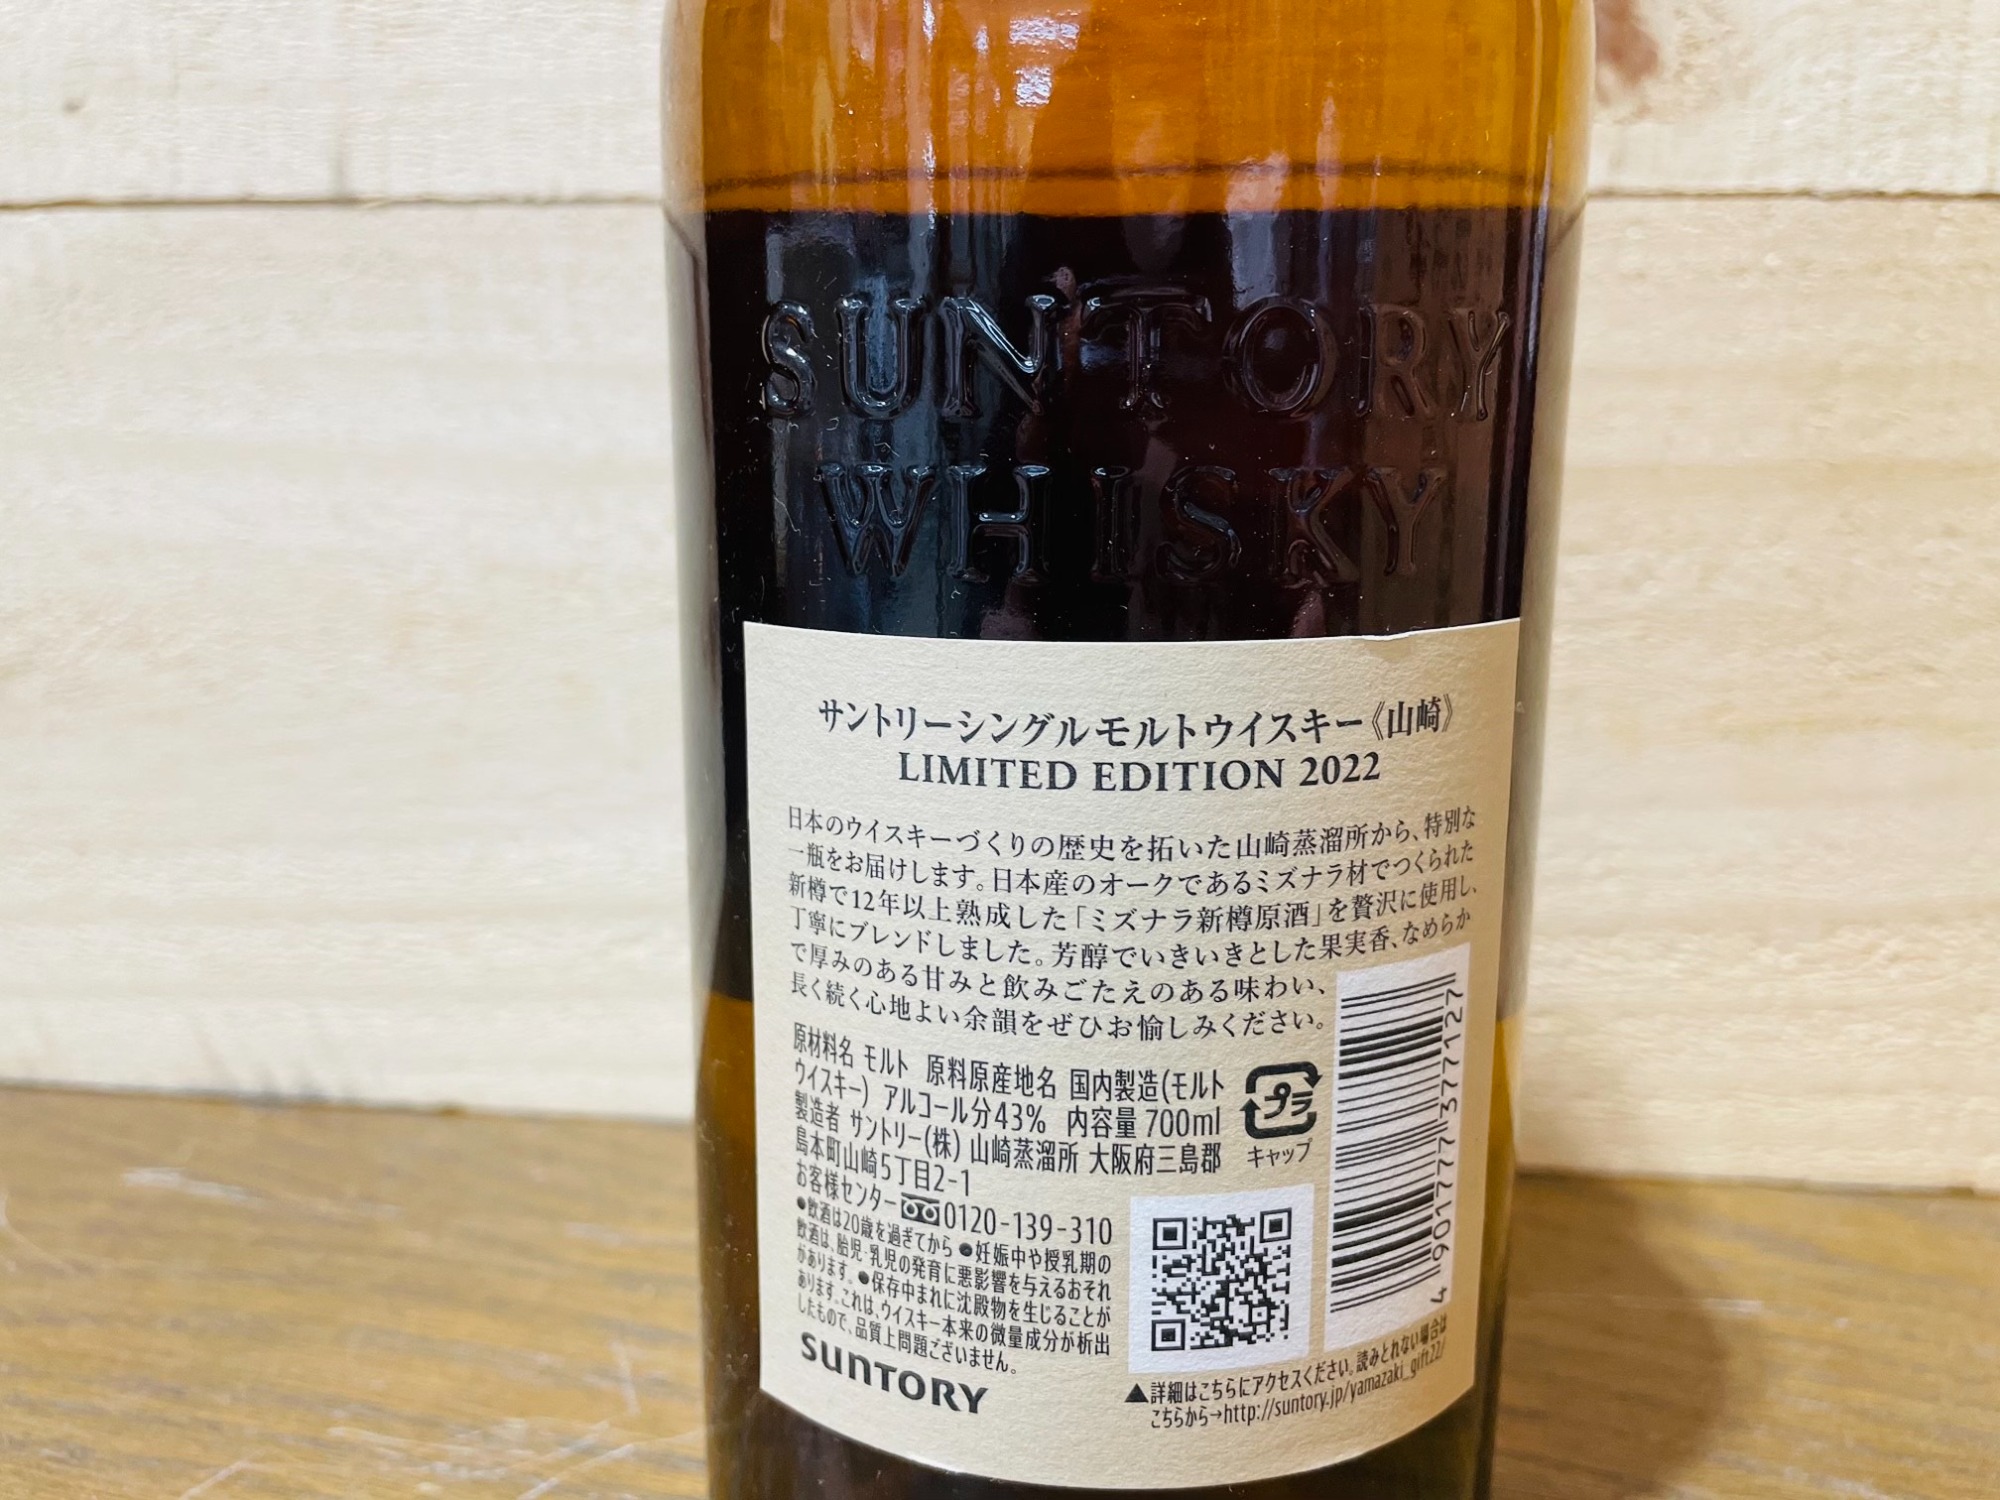 SUNTORY
WHISKY
サントリーシングルモルトウイスキー《山崎》
LIMITED EDITION 2022
日本のウイスキーづくりの歴史を拓いた山崎蒸溜所から、特別な
一瓶をお届けします。日本産のオークであるミズナラ材でつくられた
新樽で12年以上熟成した「ミズナラ新樽原酒」を贅沢に使用し、
丁寧にブレンドしました。芳醇でいきいきとした果実香、なめらか
で厚みのある甘みと飲みごたえのある味わい、
長く続く心地よい余韻をぜひお愉しみください。
原材料名 モルト 原料原産地名 国内製造(モルト
ウイスキー) アルコール分43% 内容量 700ml
製造者 サントリー(株) 山崎蒸溜所 大阪府三島郡
島本町山崎5丁目2-1
お客様センター 0120-139-310
●飲酒は20歳を過ぎてから ●妊娠中や授乳期の
飲酒は、胎児・乳児の発育に悪影響を与えるおそれ
があります。●保存中まれに沈殿物を生じることが
あります。これは、ウイスキー本来の微量成分が析出
したもので、品質上問題ございません。
SUNTORY
プラ
キャップ
4 901777 377127
▲詳細はこちらにアクセスください。読みとれない場合は
こちらから→http://suntory.jp/yamazaki_gift22/